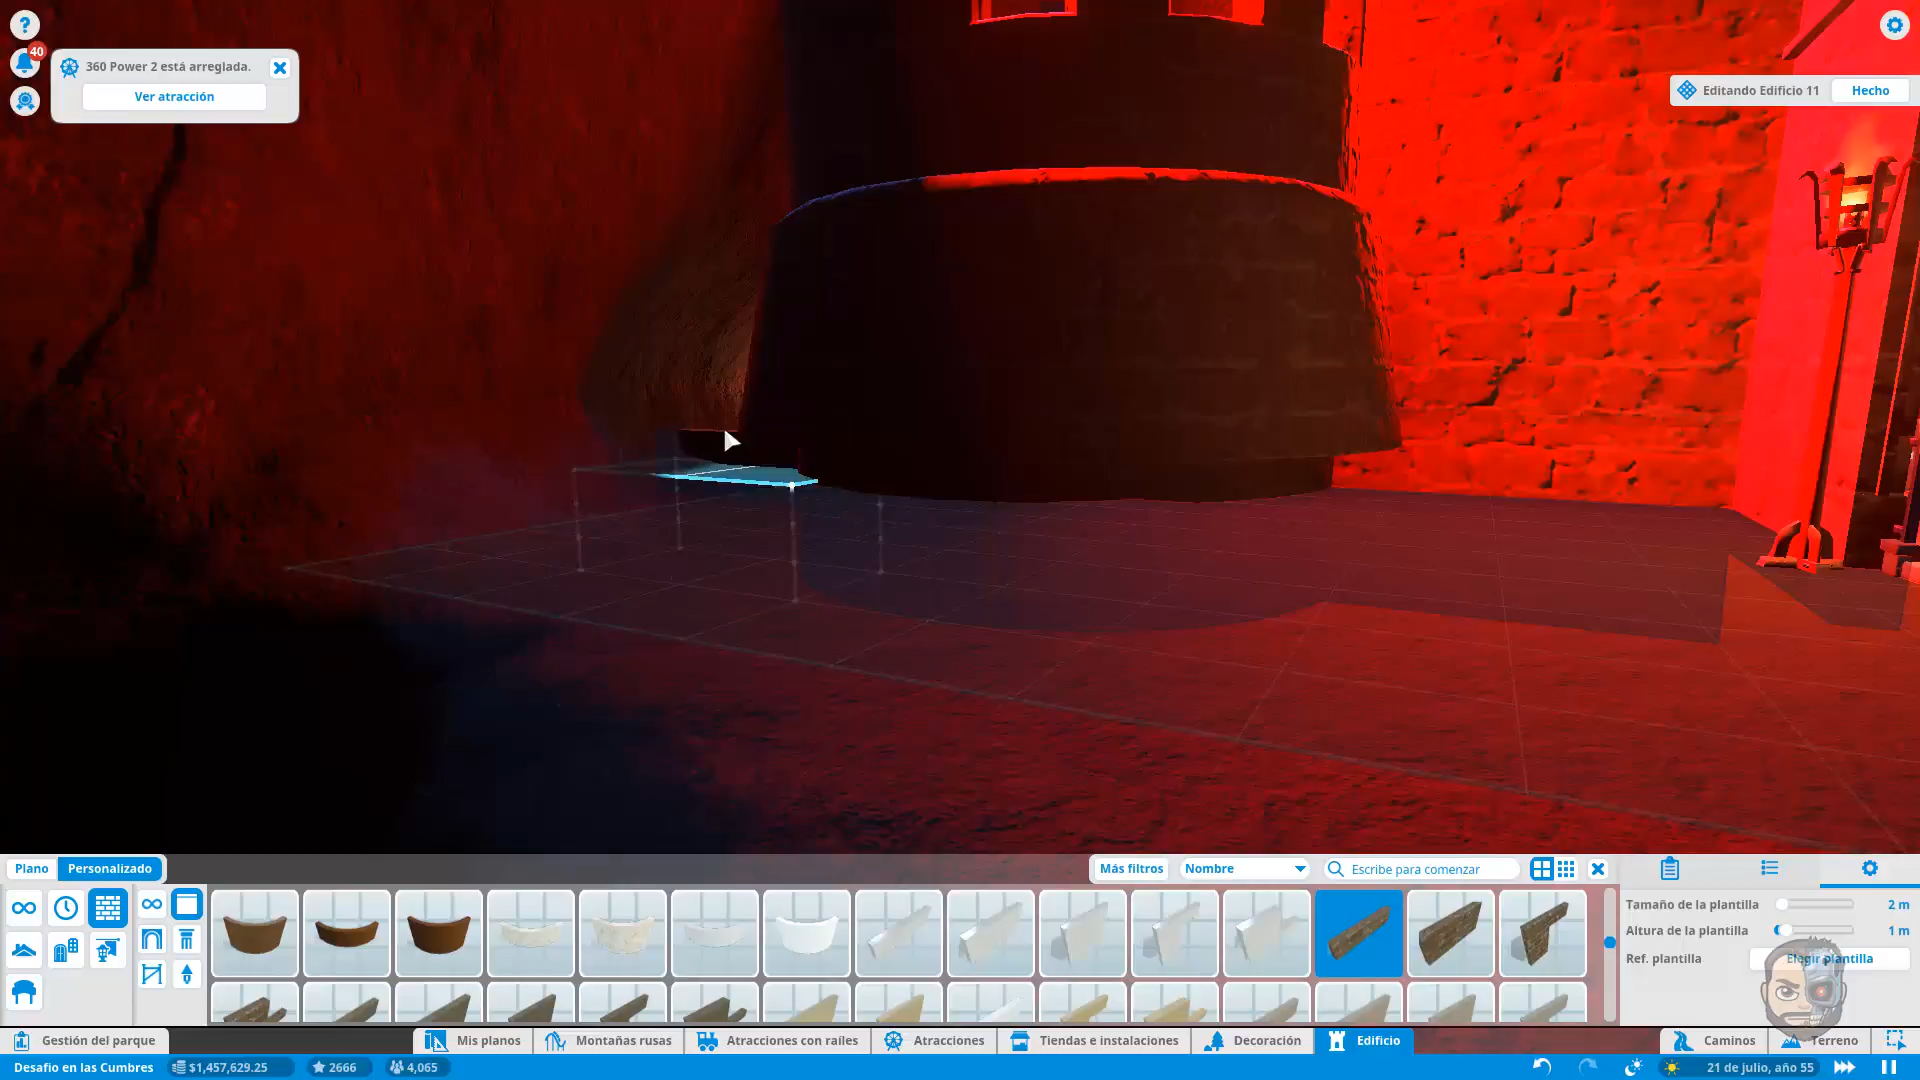 ?
40
360 Power 2 está arreglada.
Ver atracción
Editando Edificio 11
Hecho
Plano
Personalizado
Más filtros
Nombre
Escribe para comenzar
Tamaño de la plantilla
2 m
Altura de la plantilla
1 m
Ref. plantilla
Elegir plantilla
Gestión del parque
Mis planos
Montañas rusas
Atracciones con raíles
Atracciones
Tiendas e instalaciones
Decoración
Edificio
Caminos
Terreno
Desafio en las Cumbres
$1,457,629.25
2666
4,065
21 de julio, año 55